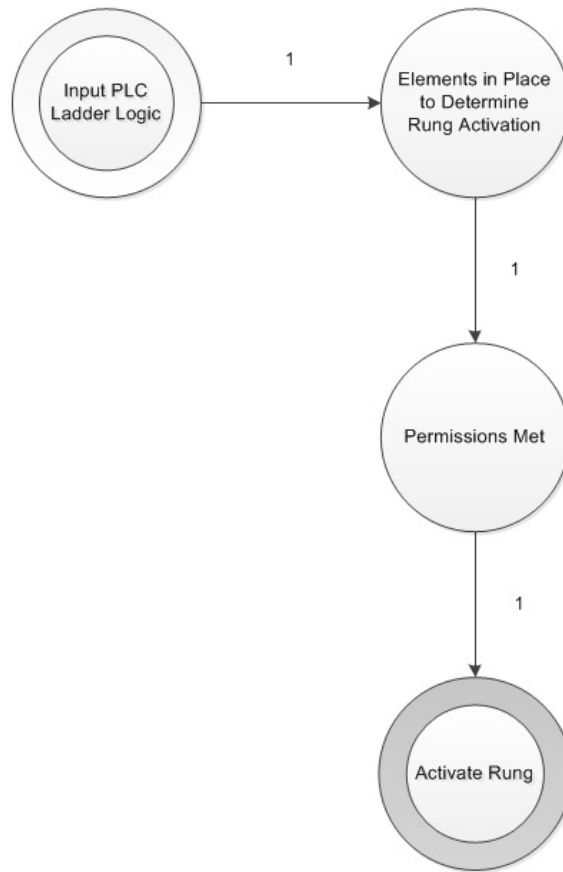 Input PLC
Ladder Logic
1
Elements in Place
to Determine
Rung Activation
1
Permissions Met
1
Activate Rung